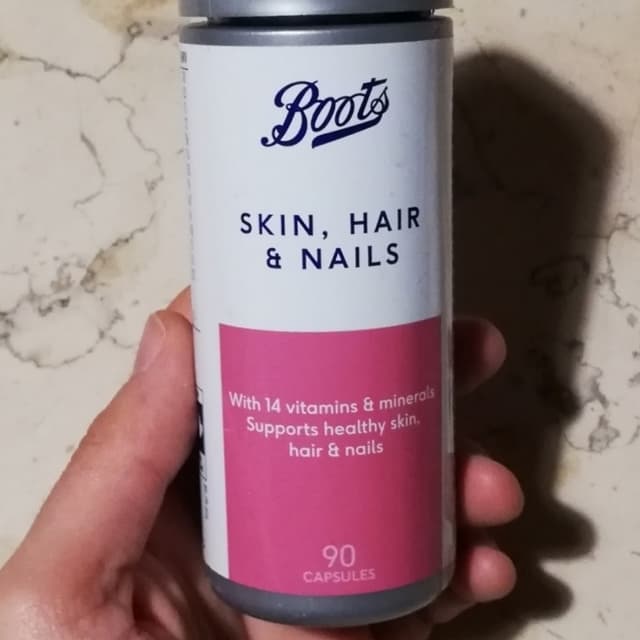 Boots
SKIN, HAIR
& NAILS
With 14 vitamins & minerals
Supports healthy skin,
hair & nails
90
CAPSULES